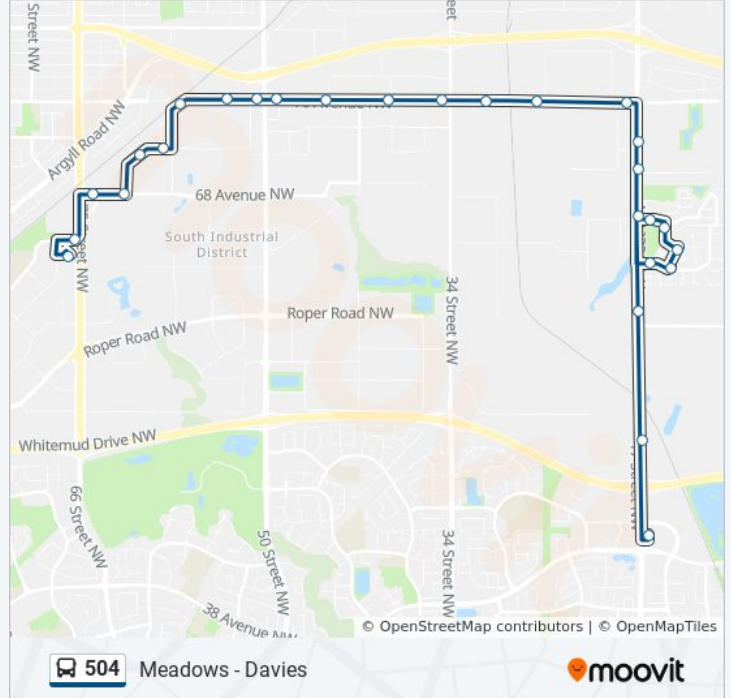 Street NW
Argyll Road NW
68 Avenue NW
South Industrial
District
Roper Road NW
34 Street NW
Roper Road NW
Whitemud Drive NW
66 Street NW
50 Street NW
34 Street NW
38 Avenue NW
© OpenStreetMap contributors | © OpenMapTiles
504 Meadows - Davies
moovit